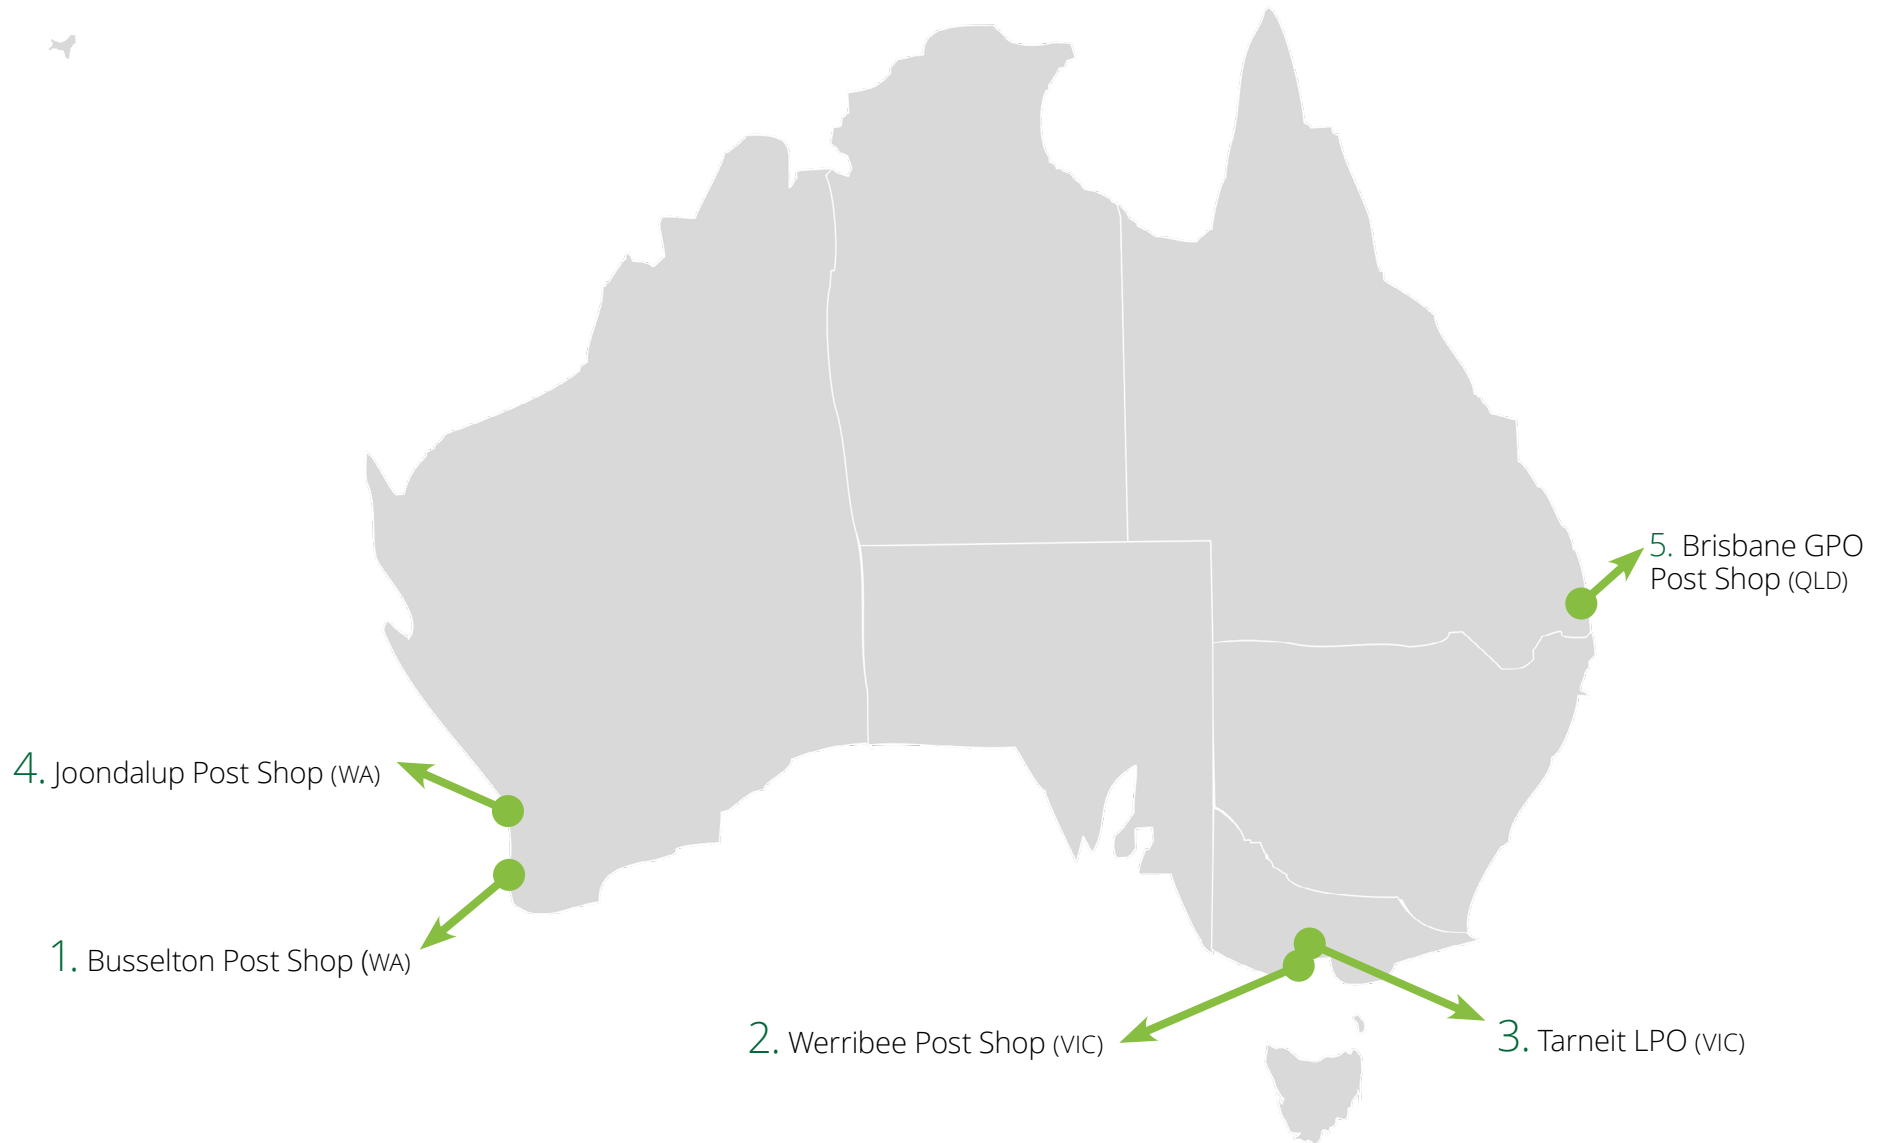 5. Brisbane GPO
Post Shop (QLD)
4. Joondalup Post Shop (WA)
1. Busselton Post Shop (WA)
2. Werribee Post Shop (VIC)
3. Tarneit LPO (VIC)